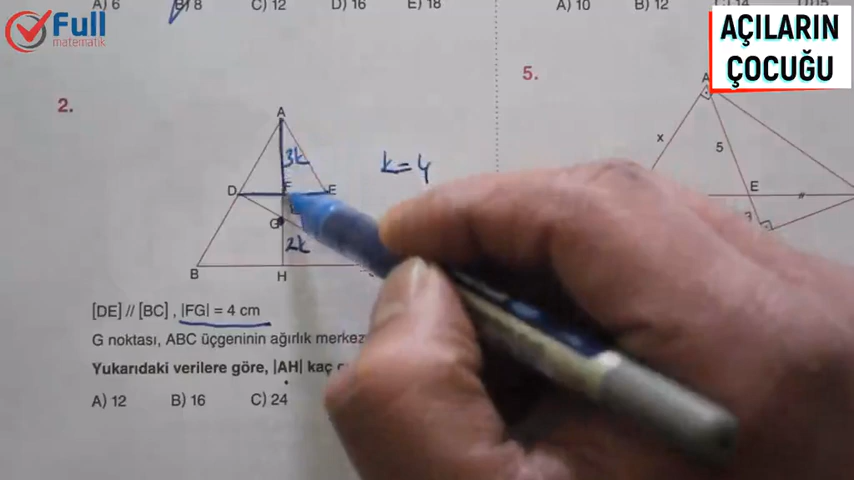 A) 6 B) 8 C) 12 D) 16 E) 18
A) 10 B) 12
Full
matematik
AÇILARIN
ÇOCUĞU
2.
A
3k
k=4
D F E
G
2k
B H
[DE] // [BC] , |FG| = 4 cm
G noktası, ABC üçgeninin ağırlık
Yukarıdaki verilere göre, |AH| kaç
A) 12 B) 16 C) 24
5.
A
x
5
E
3